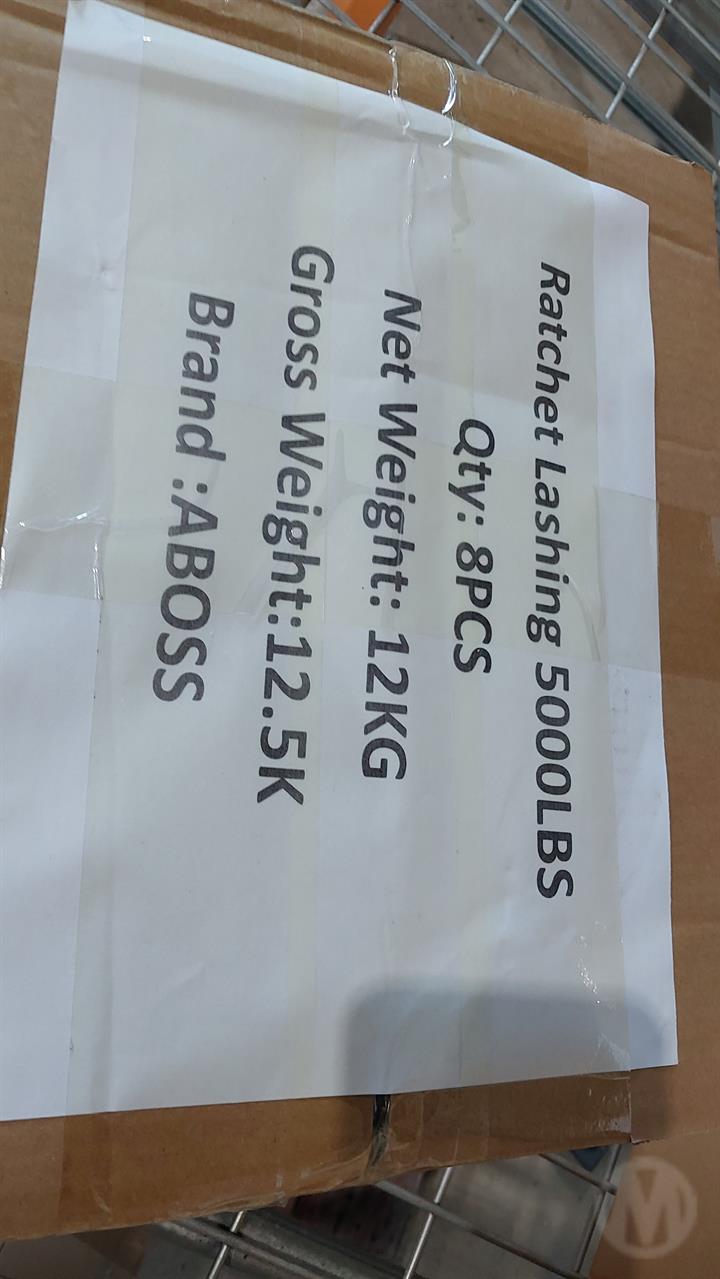 Ratchet Lashing 5000LBS
Qty: 8PCS
Net Weight: 12KG
Gross Weight:12.5K
Brand :ABOSS
M